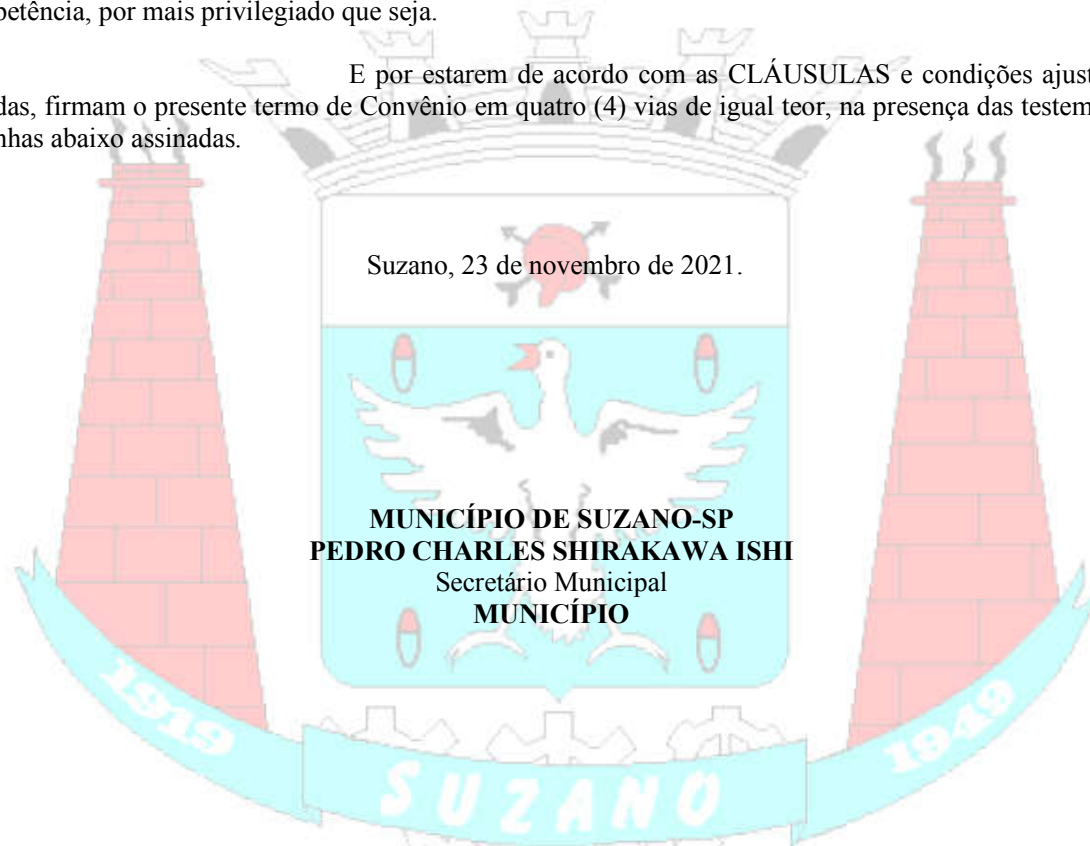 petência, por mais privilegiado que seja.
E por estarem de acordo com as CLÁUSULAS e condições ajust
das, firmam o presente termo de Convênio em quatro (4) vias de igual teor, na presença das testem
nhas abaixo assinadas.
Suzano, 23 de novembro de 2021.
MUNICÍPIO DE SUZANO-SP
PEDRO CHARLES SHIRAKAWA ISHI
Secretário Municipal
MUNICÍPIO
1919
1949
SUZANO